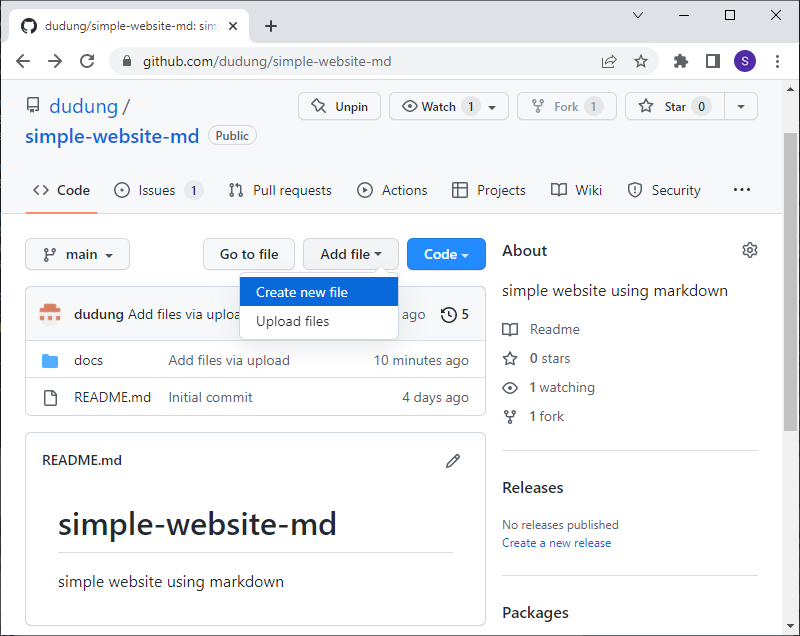 dudung/simple-website-md: sim
github.com/dudung/simple-website-md
S
dudung /
simple-website-md Public
Unpin
Watch 1
Fork 1
Star 0
Code
Issues 1
Pull requests
Actions
Projects
Wiki
Security
main
Go to file
Add file
Code
Create new file
Upload files
dudung Add files via uploa ago 5
docs Add files via upload 10 minutes ago
README.md Initial commit 4 days ago
README.md
simple-website-md
simple website using markdown
About
simple website using markdown
Readme
0 stars
1 watching
1 fork
Releases
No releases published
Create a new release
Packages